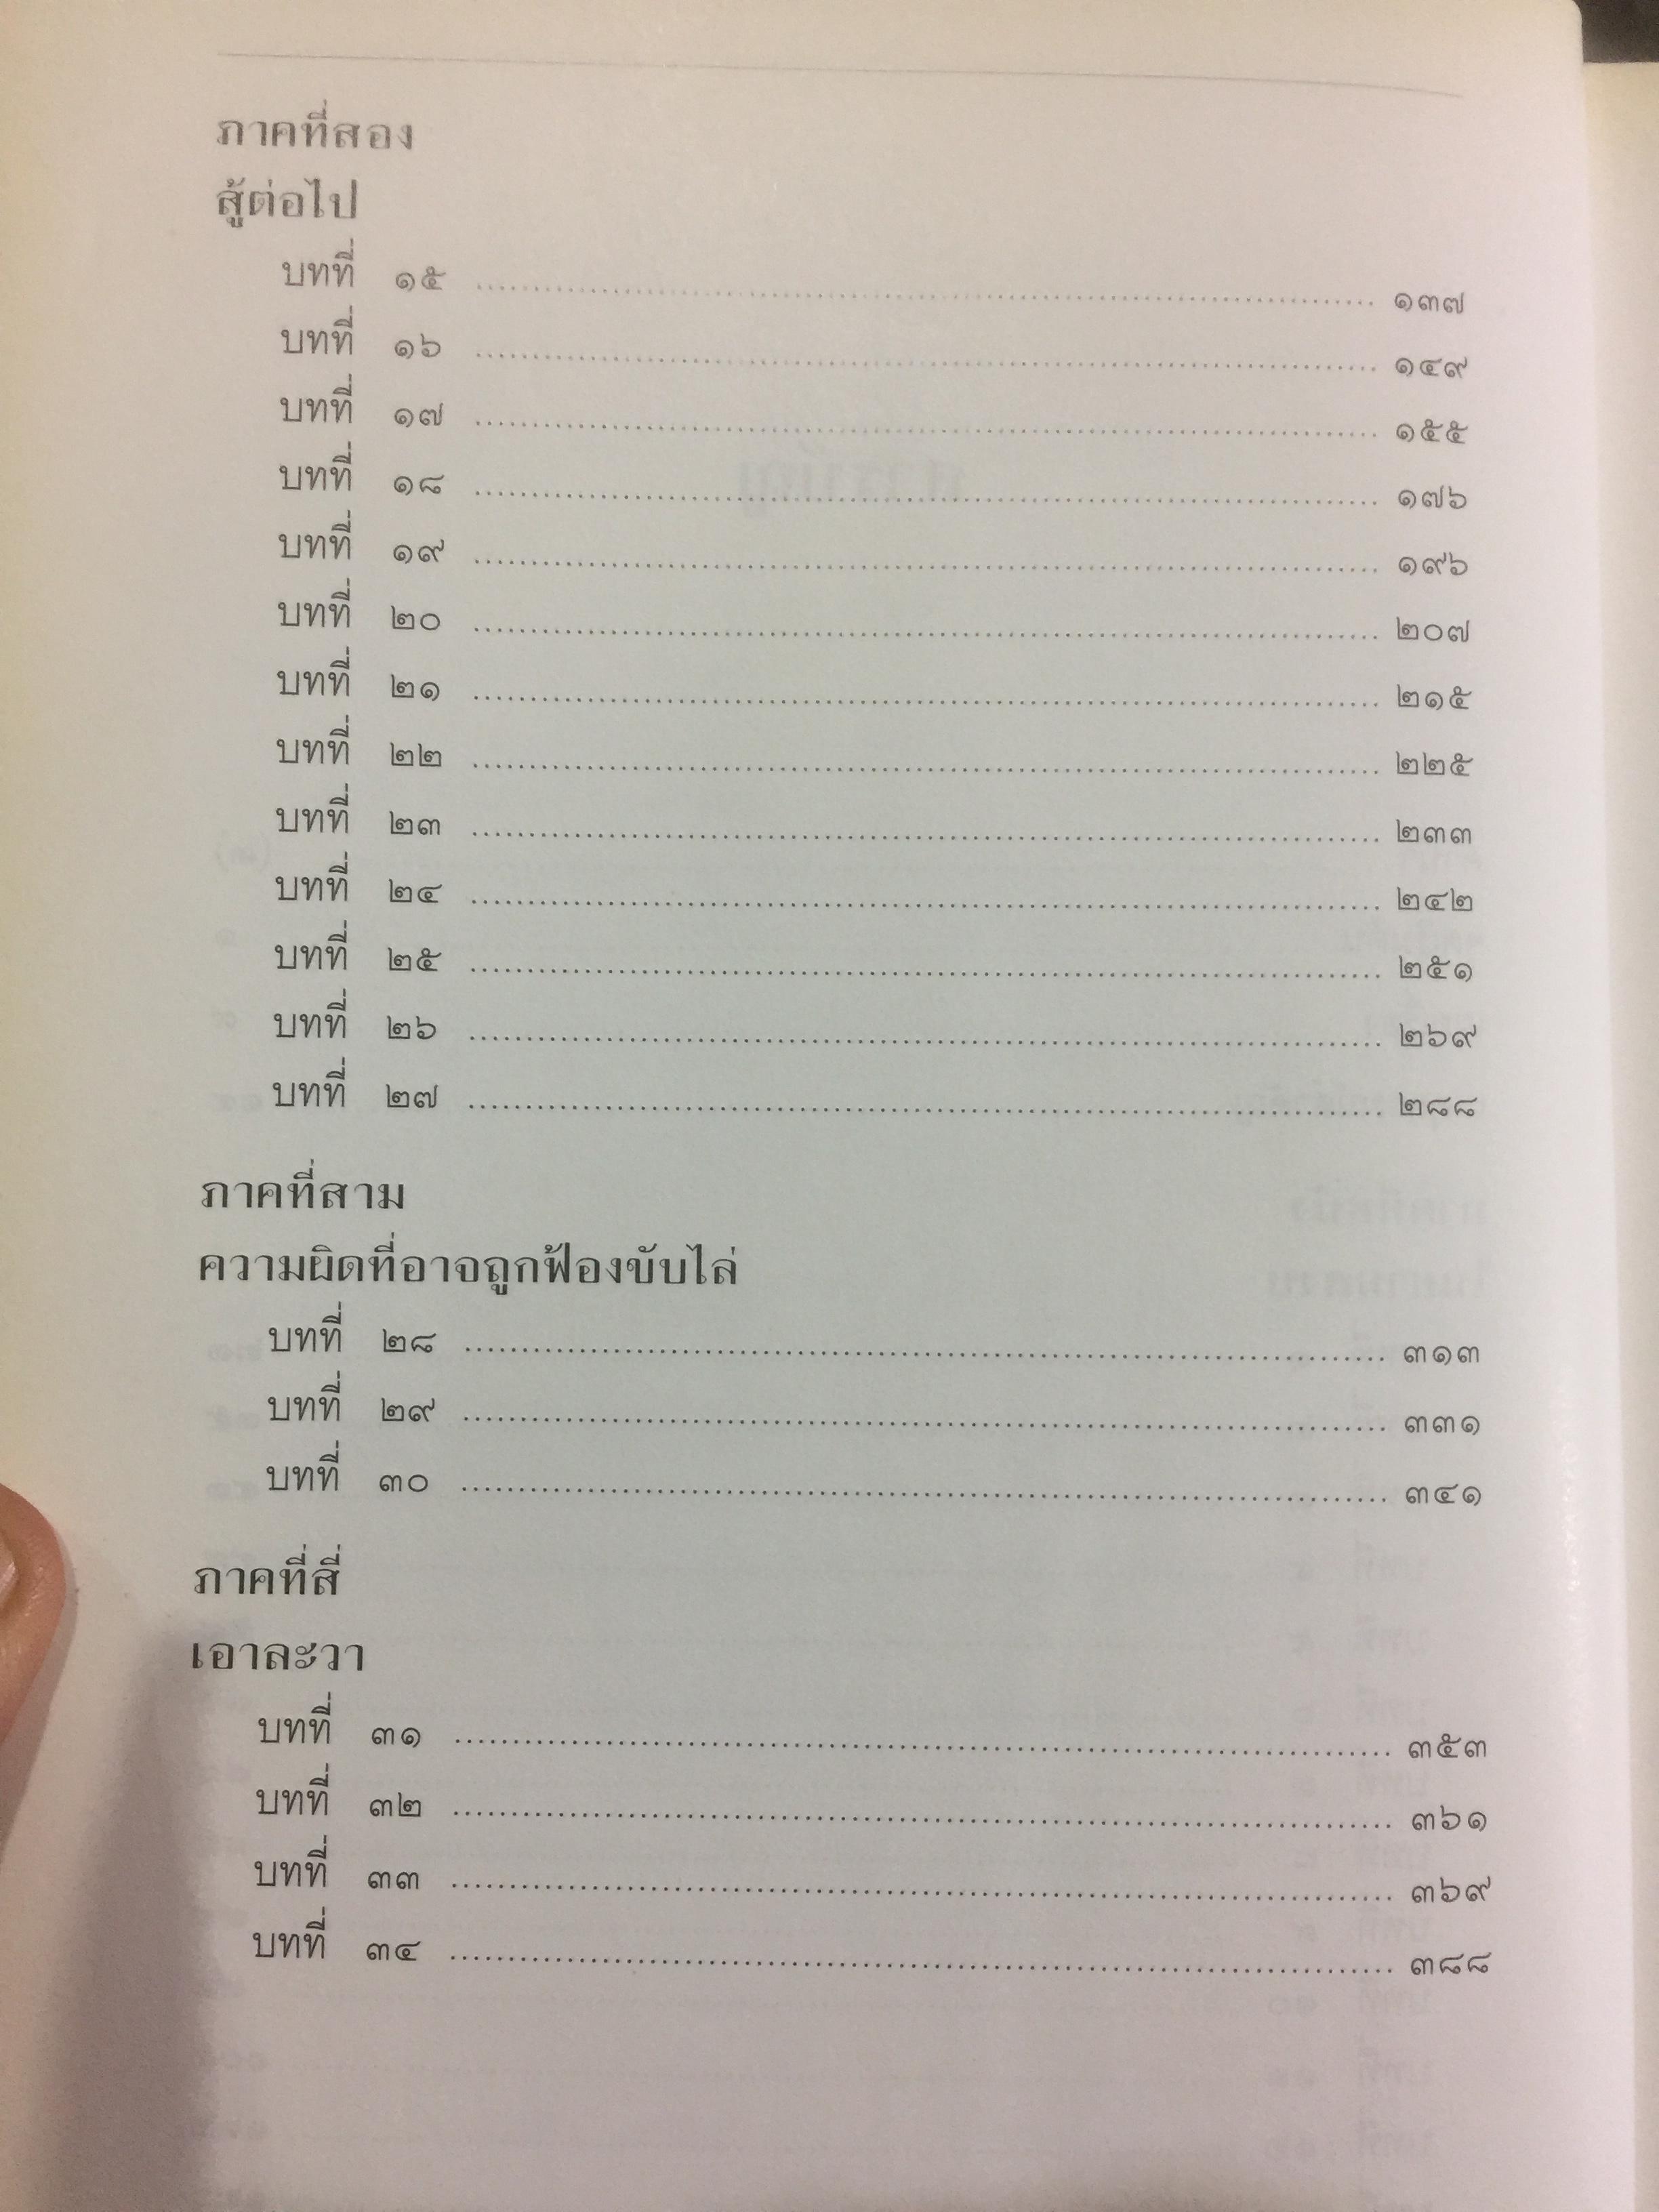 ภาคที่สอง
สู้ต่อไป
บทที่ ๑๕ ๑๓๗
บทที่ ๑๖ ๑๔๙
บทที่ ๑๗ ๑๕๕
บทที่ ๑๘ ๑๗๖
บทที่ ๑๙ ๑๙๖
บทที่ ๒๐ ๒๐๗
บทที่ ๒๑ ๒๑๕
บทที่ ๒๒ ๒๒๕
บทที่ ๒๓ ๒๓๓
บทที่ ๒๔ ๒๔๒
บทที่ ๒๕ ๒๕๑
บทที่ ๒๖ ๒๖๙
บทที่ ๒๗ ๒๘๘
ภาคที่สาม
ความผิดที่อาจถูกฟ้องขับไล่
บทที่ ๒๘ ๓๑๓
บทที่ ๒๙ ๓๓๑
บทที่ ๓๐ ๓๔๑
ภาคที่สี่
เอาละวา
บทที่ ๓๑ ๓๕๓
บทที่ ๓๒ ๓๖๑
บทที่ ๓๓ ๓๖๙
บทที่ ๓๔ ๓๘๘